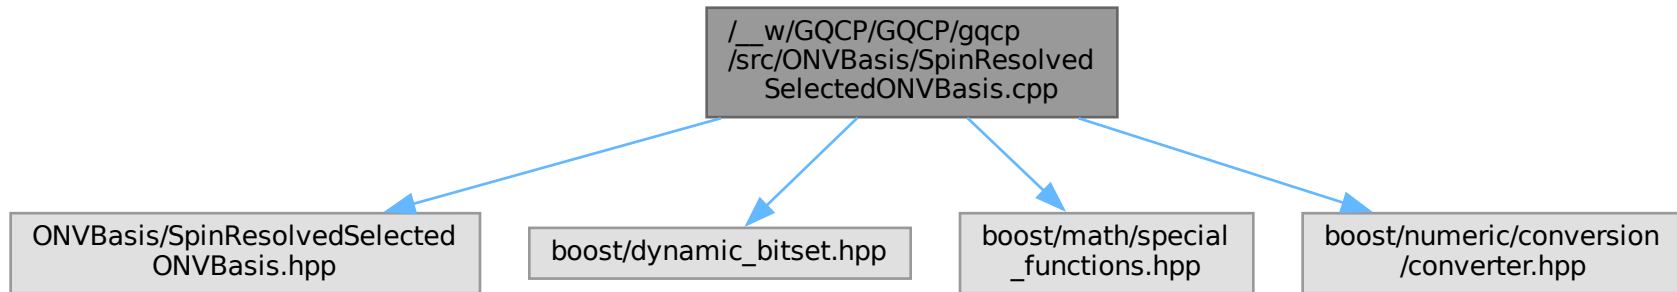 /__w/GQCP/GQCP/gqcp
/src/ONVBasis/SpinResolved
SelectedONVBasis.cpp
ONVBasis/SpinResolvedSelected
ONVBasis.hpp
boost/dynamic_bitset.hpp
boost/math/special
_functions.hpp
boost/numeric/conversion
/converter.hpp